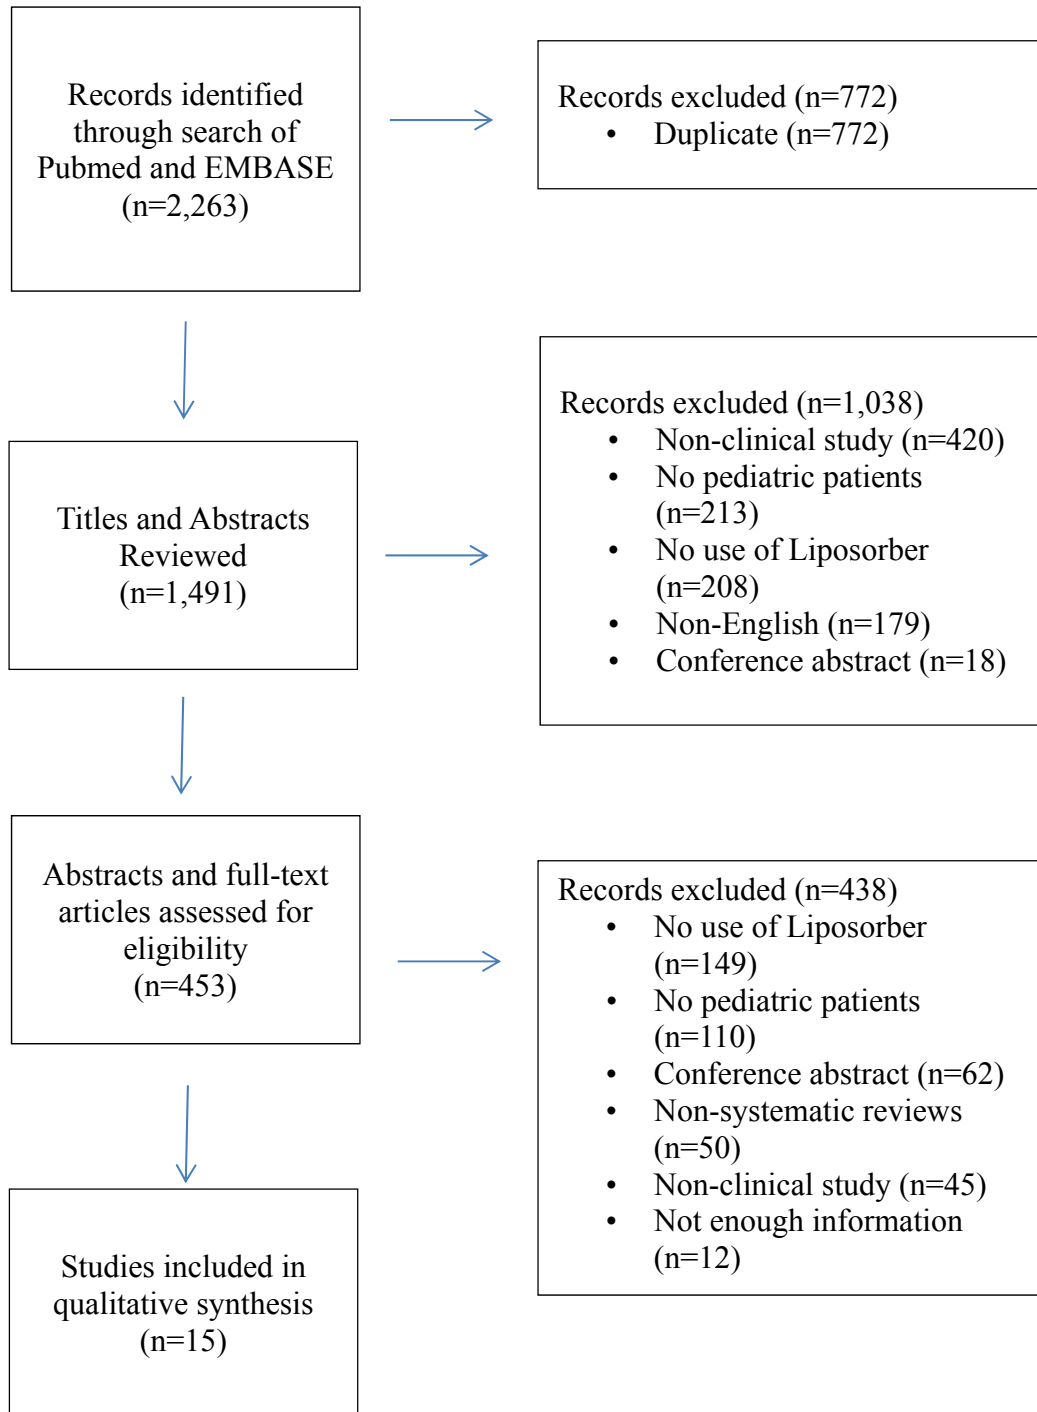 Records identified
through search of
Pubmed and EMBASE
(n=2,263)
Records excluded (n=772)
• Duplicate (n=772)
Titles and Abstracts
Reviewed
(n=1,491)
Records excluded (n=1,038)
• Non-clinical study (n=420)
• No pediatric patients
(n=213)
• No use of Liposorber
(n=208)
• Non-English (n=179)
• Conference abstract (n=18)
Abstracts and full-text
articles assessed for
eligibility
(n=453)
Records excluded (n=438)
• No use of Liposorber
(n=149)
• No pediatric patients
(n=110)
• Conference abstract (n=62)
• Non-systematic reviews
(n=50)
• Non-clinical study (n=45)
• Not enough information
(n=12)
Studies included in
qualitative synthesis
(n=15)